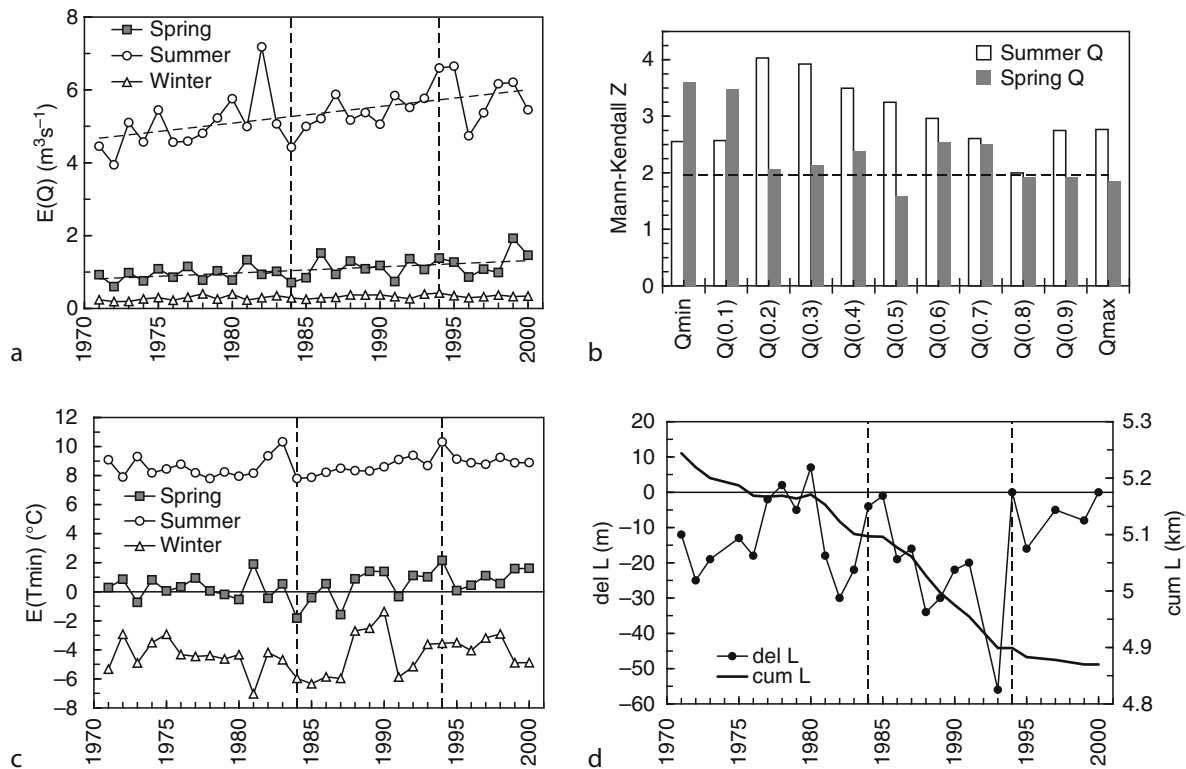 8
6
4
2
0
E(Q) (m³s⁻¹)
Spring
Summer
Winter
1970
1975
1980
1985
1990
1995
2000
a
4
3
2
1
0
Mann-Kendall Z
Summer Q
Spring Q
Qmin
Q(0.1)
Q(0.2)
Q(0.3)
Q(0.4)
Q(0.5)
Q(0.6)
Q(0.7)
Q(0.8)
Q(0.9)
Qmax
b
12
10
8
6
4
2
0
–2
–4
–6
–8
E(Tmin) (°C)
Spring
Summer
Winter
1970
1975
1980
1985
1990
1995
2000
c
20
10
0
–10
–20
–30
–40
–50
–60
del L (m)
del L
cum L
5.3
5.2
5.1
5
4.9
4.8
cum L (km)
1970
1975
1980
1985
1990
1995
2000
d